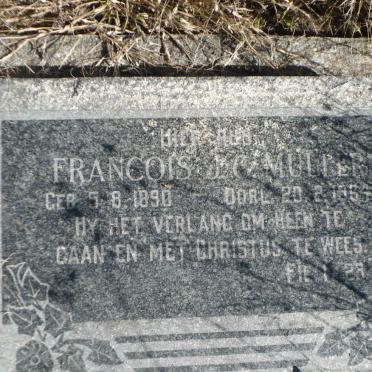 HIER RUS
FRANCOIS J.C. MULLER
GEB. 5.8.1890 OORL. 20.2.1955
HY HET VERLANG OM HEEN TE
GAAN EN MET CHRISTUS TE WEES
FIL. 1. 23